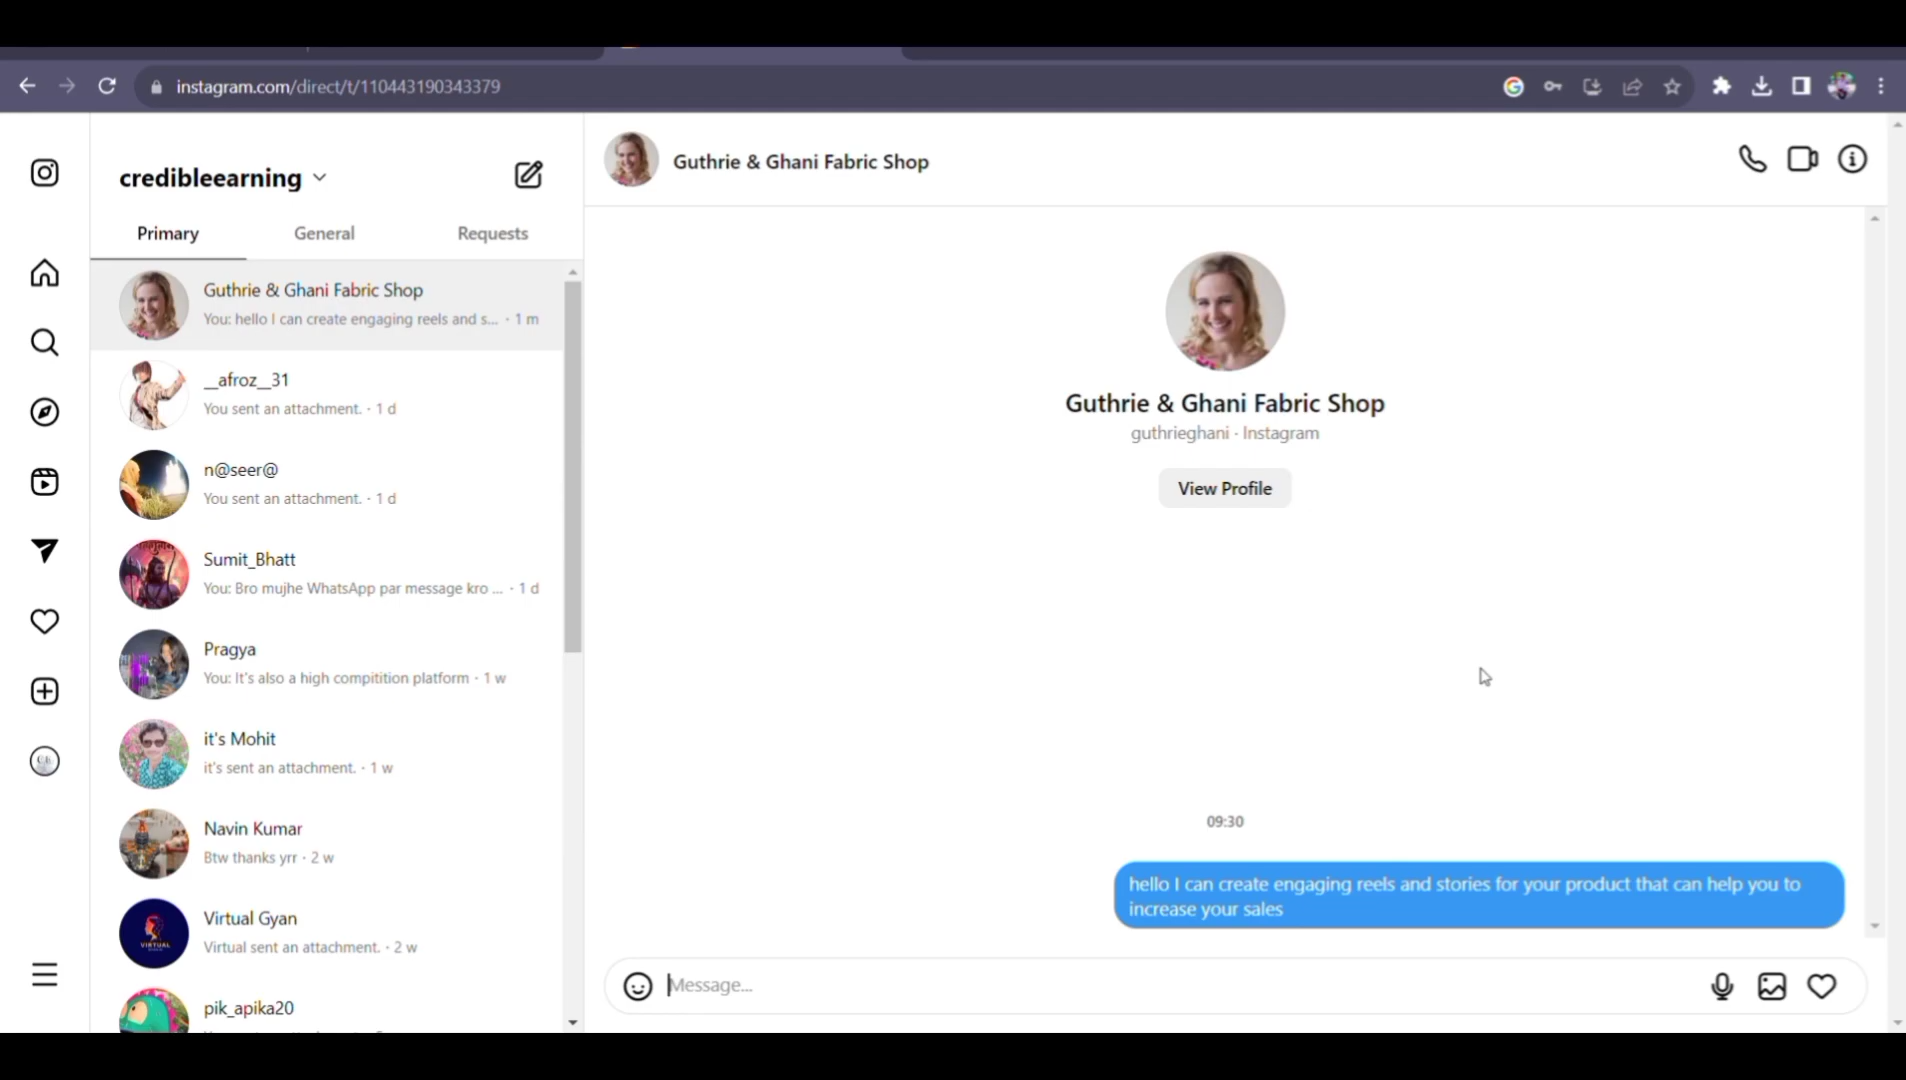 instagram.com/direct/t/110443190343379
credibleearning
Primary General Requests
Guthrie & Ghani Fabric Shop
You: hello I can create engaging reels and s... · 1 m
__afroz__31
You sent an attachment. · 1 d
n@seer@
You sent an attachment. · 1 d
Sumit_Bhatt
You: Bro mujhe WhatsApp par message kro ... · 1 d
Pragya
You: It's also a high compitition platform · 1 w
it's Mohit
it's sent an attachment. · 1 w
Navin Kumar
Btw thanks yrr · 2 w
Virtual Gyan
Virtual sent an attachment. · 2 w
VIRTUAL
pik_apika20
Guthrie & Ghani Fabric Shop
Guthrie & Ghani Fabric Shop
guthrieghani · Instagram
View Profile
09:30
hello I can create engaging reels and stories for your product that can help you to
increase your sales
Message...